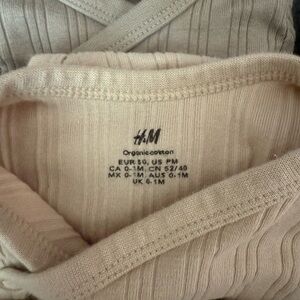 H&M
Organic cotton
EUR 50, US PM
CA 0-1M, CN 52/40
MX 0-1M, AUS 0-1M
UK 0-1M